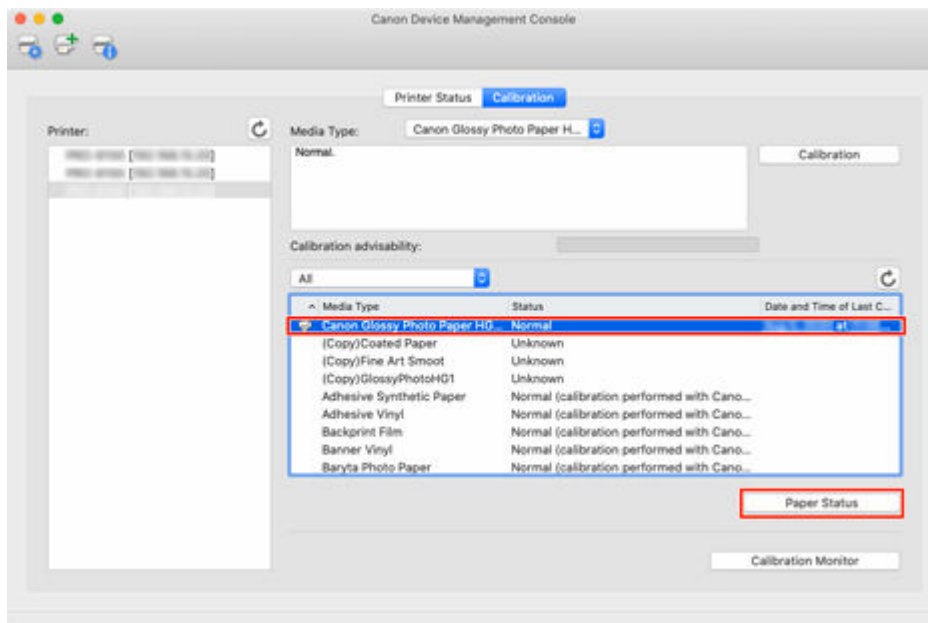 Canon Device Management Console
Printer Status Calibration
Printer:
Media Type: Canon Glossy Photo Paper H...
Normal.
Calibration
Calibration advisability:
All
Media Type Status Date and Time of Last C...
Canon Glossy Photo Paper HG... Normal at
(Copy)Coated Paper Unknown
(Copy)Fine Art Smoot Unknown
(Copy)GlossyPhotoHG1 Unknown
Adhesive Synthetic Paper Normal (calibration performed with Cano...
Adhesive Vinyl Normal (calibration performed with Cano...
Backprint Film Normal (calibration performed with Cano...
Banner Vinyl Normal (calibration performed with Cano...
Baryta Photo Paper Normal (calibration performed with Cano...
Paper Status
Calibration Monitor